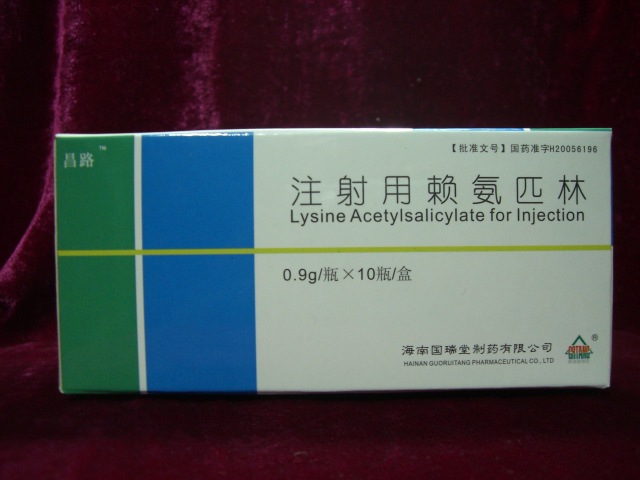 昌路™
【批准文号】国药准字H20056196
注射用赖氨匹林
Lysine Acetylsalicylate for Injection
0.9g/瓶×10瓶/盒
海南国瑞堂制药有限公司
®
HAINAN GUORUITANG PHARMACEUTICAL CO., LTD